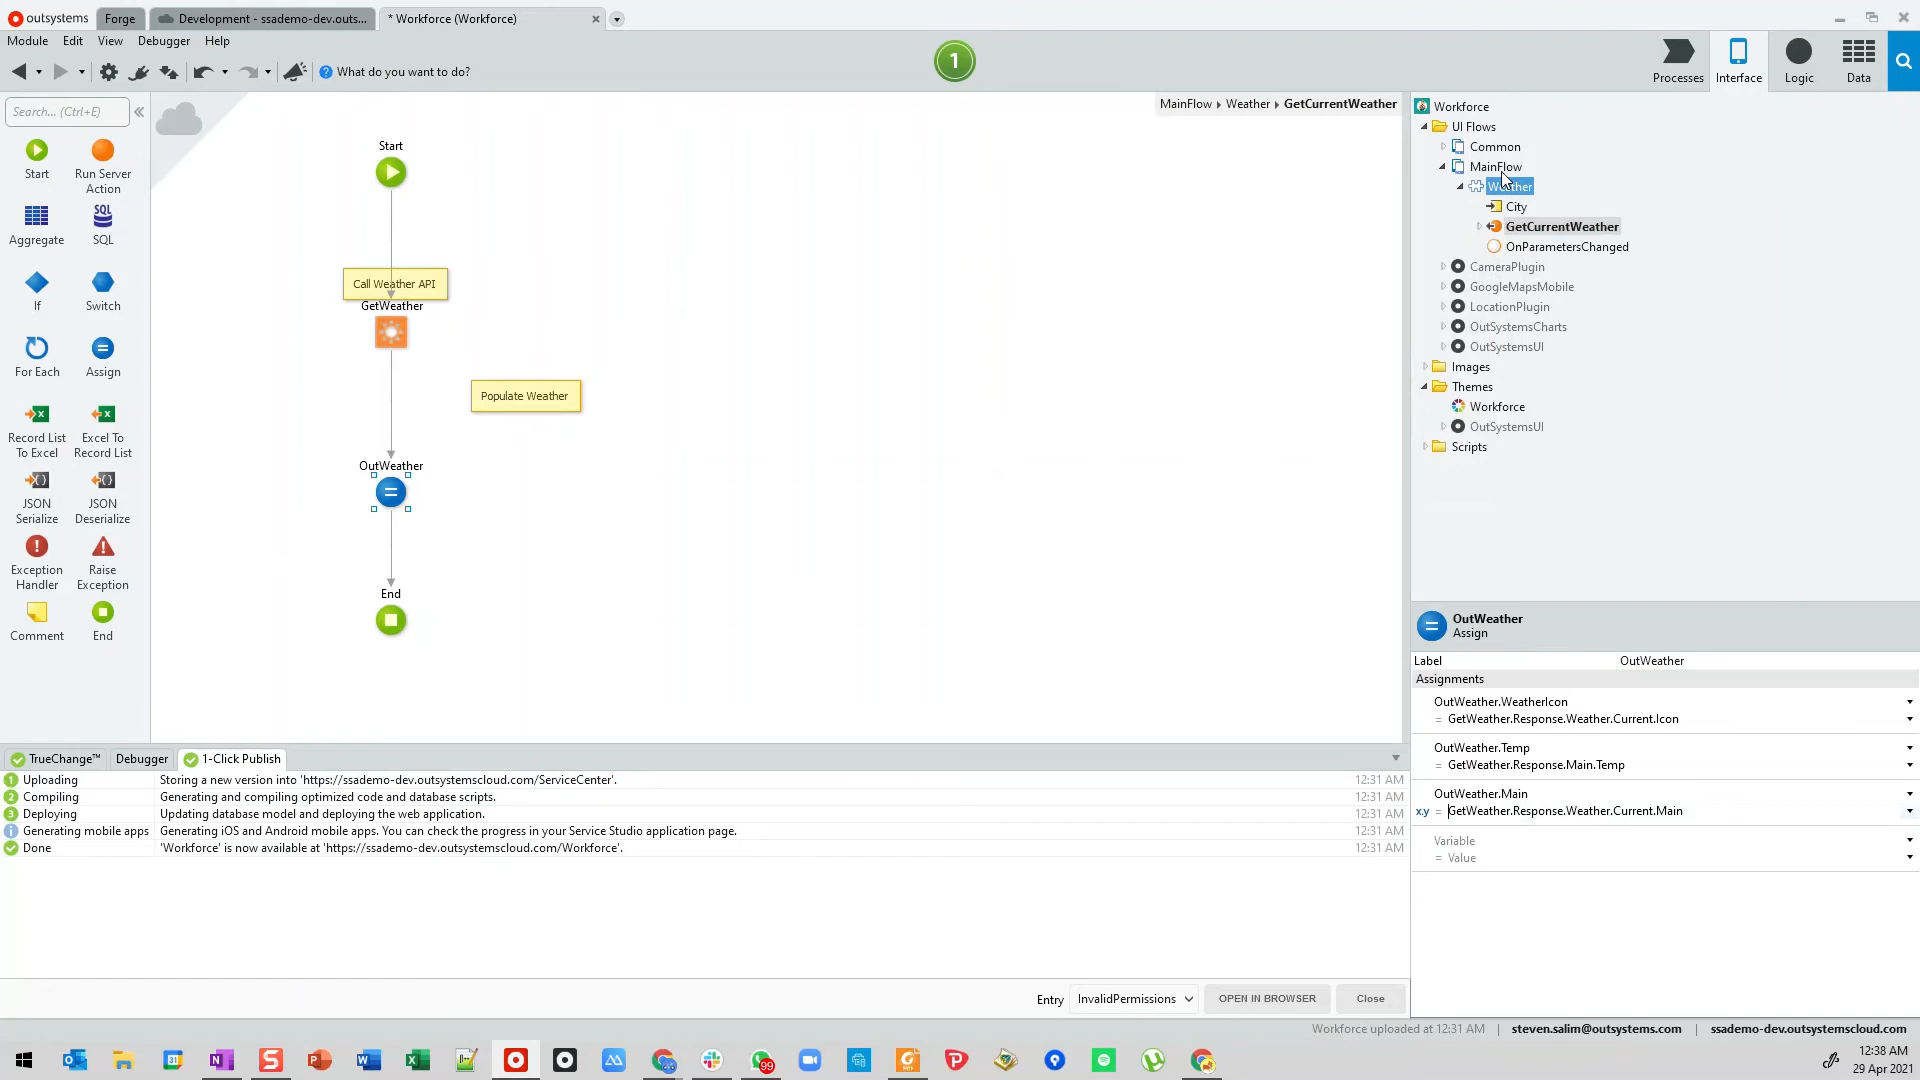 outsystems
Forge
Development - ssademo-dev.outs...
* Workforce (Workforce)
Module
Edit
View
Debugger
Help
What do you want to do?
1
Processes
Interface
Logic
Data
Search... (Ctrl+E)
Start
Run Server
Action
Aggregate
SQL
SQL
If
Switch
For Each
Assign
Record List
To Excel
Excel To
Record List
JSON
Serialize
JSON
Deserialize
Exception
Handler
Raise
Exception
Comment
End
MainFlow
Weather
GetCurrentWeather
Start
Call Weather API
GetWeather
Populate Weather
OutWeather
End
Workforce
UI Flows
Common
MainFlow
Weather
City
GetCurrentWeather
OnParametersChanged
CameraPlugin
GoogleMapsMobile
LocationPlugin
OutSystemsCharts
OutSystemsUI
Images
Themes
Workforce
OutSystemsUI
Scripts
OutWeather
Assign
Label OutWeather
Assignments
OutWeather.WeatherIcon
= GetWeather.Response.Weather.Current.Icon
OutWeather.Temp
= GetWeather.Response.Main.Temp
OutWeather.Main
x.y = GetWeather.Response.Weather.Current.Main
Variable
= Value
TrueChange™
Debugger
1-Click Publish
1 Uploading Storing a new version into 'https://ssademo-dev.outsystemscloud.com/ServiceCenter'. 12:31 AM
2 Compiling Generating and compiling optimized code and database scripts. 12:31 AM
3 Deploying Updating database model and deploying the web application. 12:31 AM
Generating mobile apps Generating iOS and Android mobile apps. You can check the progress in your Service Studio application page. 12:31 AM
Done 'Workforce' is now available at 'https://ssademo-dev.outsystemscloud.com/Workforce'. 12:31 AM
Entry
InvalidPermissions
OPEN IN BROWSER
Close
Workforce uploaded at 12:31 AM | steven.salim@outsystems.com | ssademo-dev.outsystemscloud.com
99
12:38 AM
29 Apr 2021